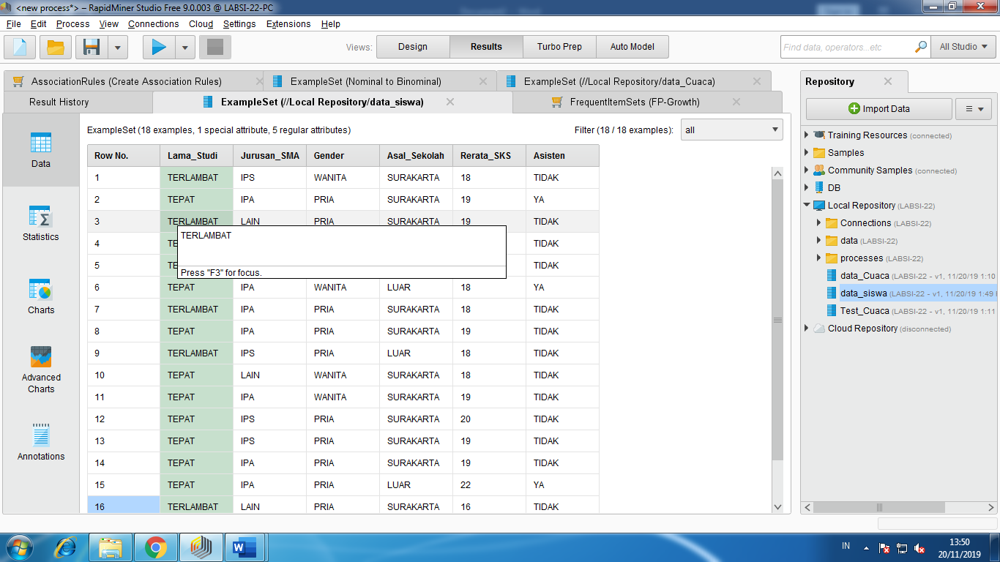 <new process*> – RapidMiner Studio Free 9.0.003 @ LABSI-22-PC
File Edit Process View Connections Cloud Settings Extensions Help
Views: Design Results Turbo Prep Auto Model Find data, operators...etc All Studio
AssociationRules (Create Association Rules) ExampleSet (Nominal to Binominal) ExampleSet (//Local Repository/data_Cuaca)
Result History ExampleSet (//Local Repository/data_siswa) FrequentItemSets (FP-Growth)
ExampleSet (18 examples, 1 special attribute, 5 regular attributes) Filter (18 / 18 examples): all
Data
Statistics
Charts
Advanced
Charts
Annotations
Row No. Lama_Studi Jurusan_SMA Gender Asal_Sekolah Rerata_SKS Asisten
1 TERLAMBAT IPS WANITA SURAKARTA 18 TIDAK
2 TEPAT IPA PRIA SURAKARTA 19 YA
3 TERLAMBAT LAIN PRIA SURAKARTA 19 TIDAK
4 TIDAK
5 TIDAK
TERLAMBAT
Press "F3" for focus.
6 TEPAT IPA WANITA LUAR 18 YA
7 TERLAMBAT IPA PRIA SURAKARTA 18 TIDAK
8 TEPAT IPA PRIA SURAKARTA 19 TIDAK
9 TERLAMBAT IPS PRIA LUAR 18 TIDAK
10 TEPAT LAIN WANITA SURAKARTA 18 TIDAK
11 TEPAT IPA WANITA SURAKARTA 19 TIDAK
12 TEPAT IPS PRIA SURAKARTA 20 TIDAK
13 TEPAT IPS PRIA SURAKARTA 19 TIDAK
14 TEPAT IPA PRIA SURAKARTA 19 TIDAK
15 TEPAT IPA PRIA LUAR 22 YA
16 TERLAMBAT LAIN PRIA SURAKARTA 16 TIDAK
Repository
Import Data
Training Resources (connected)
Samples
Community Samples (connected)
DB
Local Repository (LABSI-22)
Connections (LABSI-22)
data (LABSI-22)
processes (LABSI-22)
data_Cuaca (LABSI-22 - v1, 11/20/19 1:10
data_siswa (LABSI-22 - v1, 11/20/19 1:49
Test_Cuaca (LABSI-22 - v1, 11/20/19 1:11
Cloud Repository (disconnected)
IN
13:50
20/11/2019